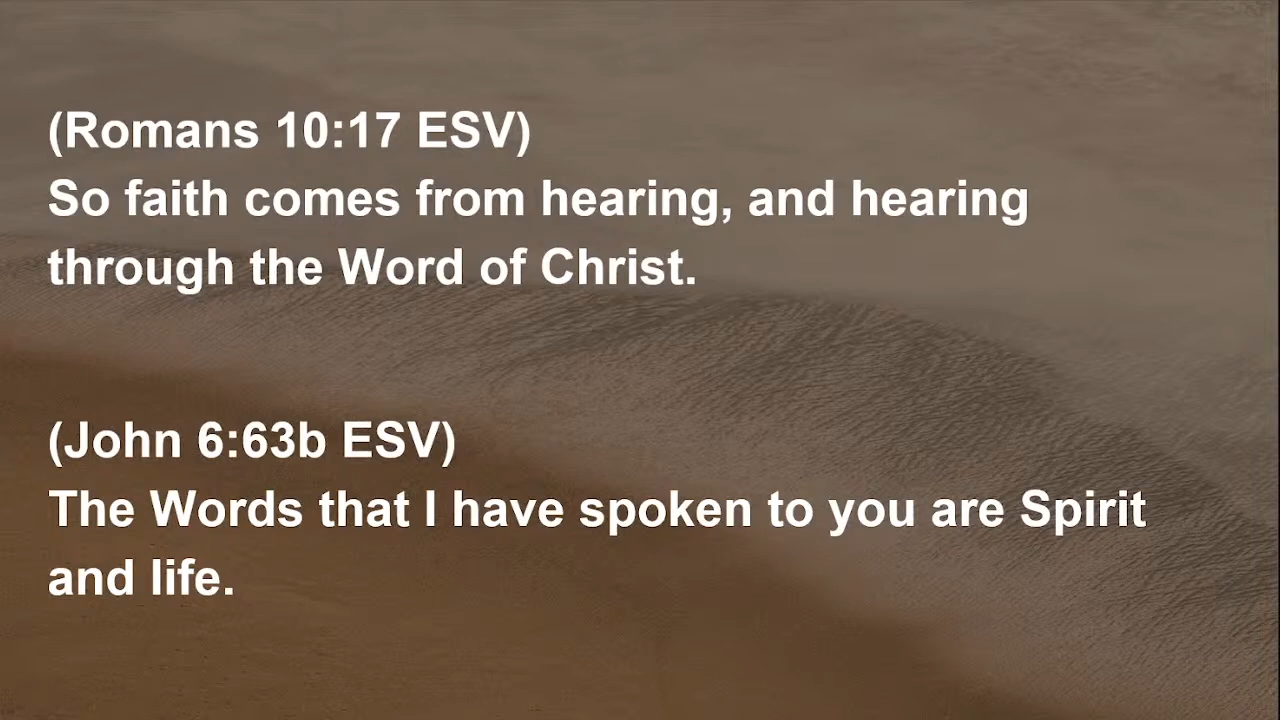 (Romans 10:17 ESV)
So faith comes from hearing, and hearing
through the Word of Christ.
(John 6:63b ESV)
The Words that I have spoken to you are Spirit
and life.